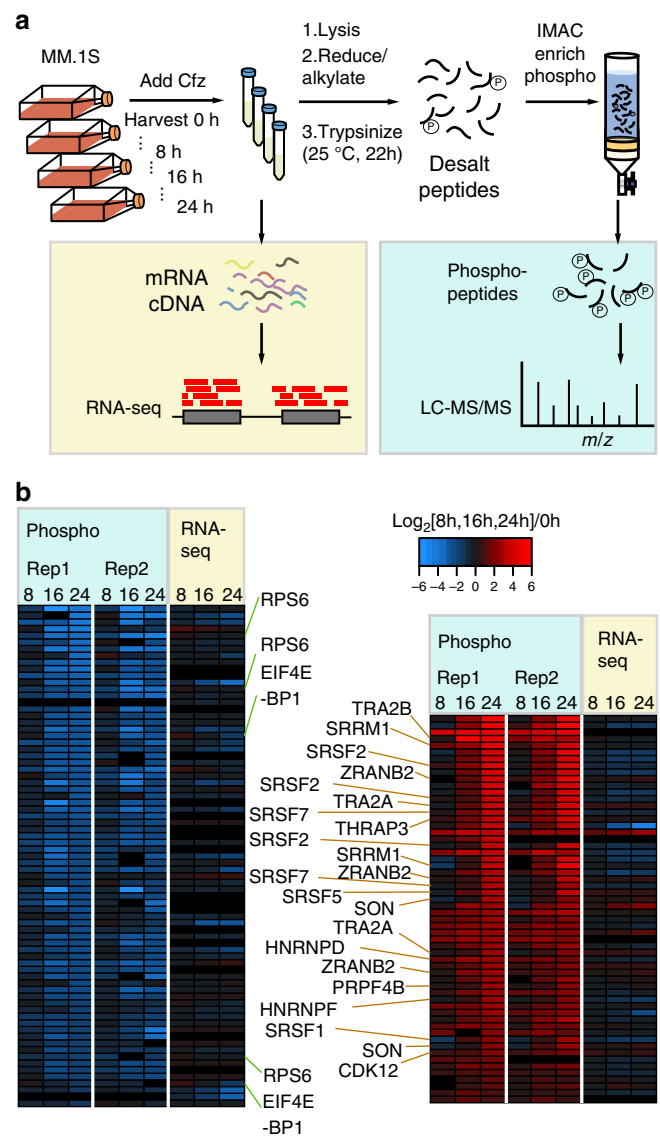 a
MM.1S
Add Cfz
Harvest 0 h
8 h
16 h
24 h
1.Lysis
2.Reduce/
alkylate
3.Trypsinize
(25 °C, 22h)
P
P
Desalt
peptides
IMAC
enrich
phospho
mRNA
cDNA
RNA-seq
Phospho-
peptides
P
P
P
P
P
P
LC-MS/MS
m/z
b
Phospho
Rep1 Rep2
8 16 24 8 16 24
RNA-
seq
8 16 24
RPS6
RPS6
EIF4E
-BP1
RPS6
EIF4E
-BP1
Log2[8h,16h,24h]/0h
−6 −4 −2 0 2 4 6
Phospho
Rep1 Rep2
8 16 24 8 16 24
RNA-
seq
8 16 24
TRA2B
SRRM1
SRSF2
ZRANB2
SRSF2
TRA2A
SRSF7
THRAP3
SRSF2
SRRM1
ZRANB2
SRSF7
SRSF5
SON
TRA2A
HNRNPD
ZRANB2
PRPF4B
HNRNPF
SRSF1
SON
CDK12